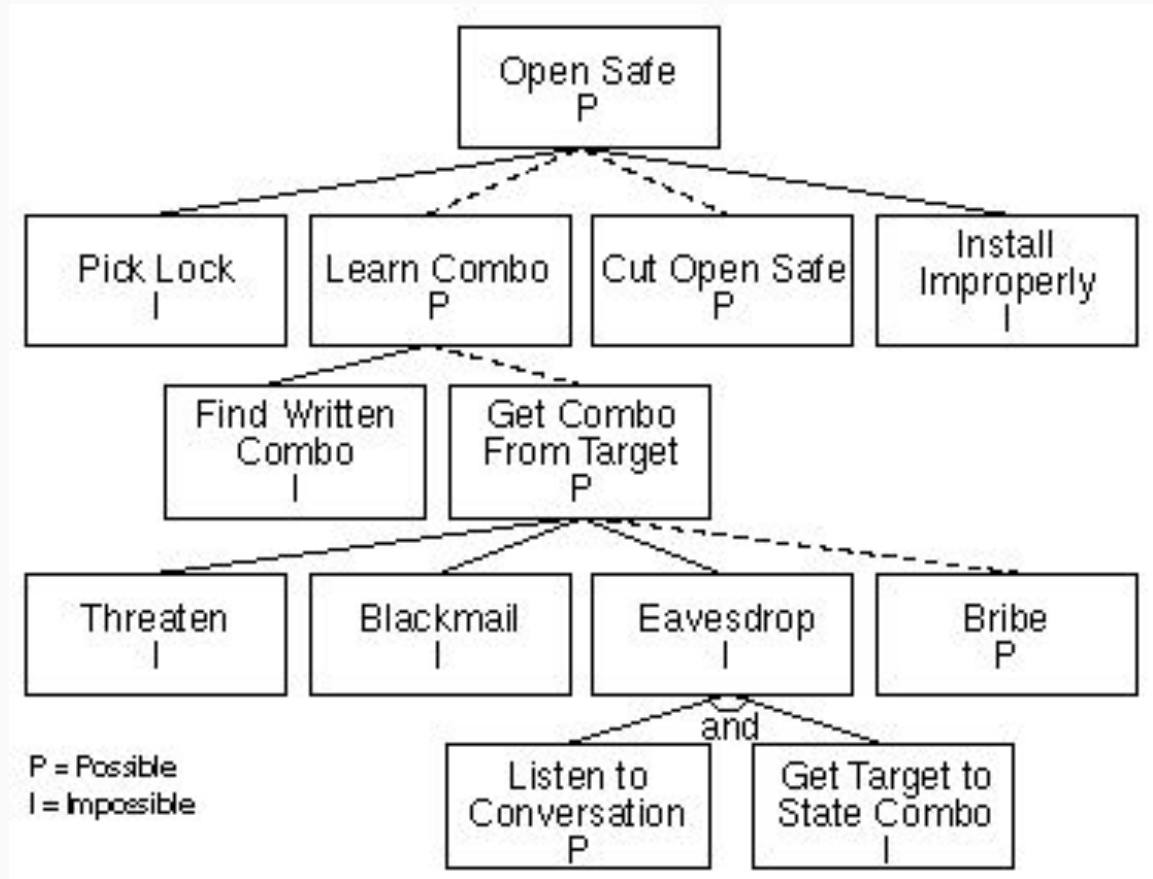 Open Safe
P
Pick Lock
I
Learn Combo
P
Cut Open Safe
P
Install
Improperly
I
Find Written
Combo
I
Get Combo
From Target
P
Threaten
I
Blackmail
I
Eavesdrop
I
Bribe
P
and
Listen to
Conversation
P
Get Target to
State Combo
I
P = Possible
I = Impossible